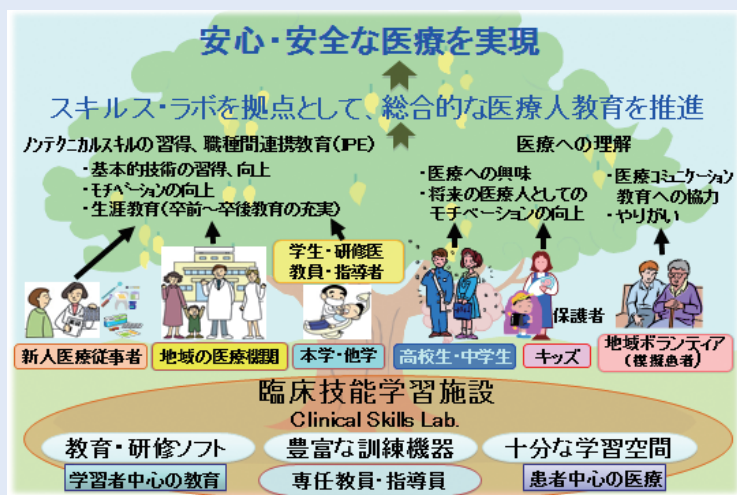 安心・安全な医療を実現
スキルス・ラボを拠点として、総合的な医療人教育を推進
ノンテクニカルスキルの習得、職種間連携教育(IPE)
・基本的技術の習得、向上
・モチベーションの向上
・生涯教育(卒前～卒後教育の充実)
医療への理解
・医療への興味
・将来の医療人としての
モチベーションの向上
・医療コミュニケーション
教育への協力
・やりがい
学生・研修医
教員・指導者
保護者
新人医療従事者
地域の医療機関
本学・他学
高校生・中学生
キッズ
地域ボランティア
(模擬患者)
臨床技能学習施設
Clinical Skills Lab.
教育・研修ソフト
豊富な訓練機器
十分な学習空間
学習者中心の教育
専任教員・指導員
患者中心の医療